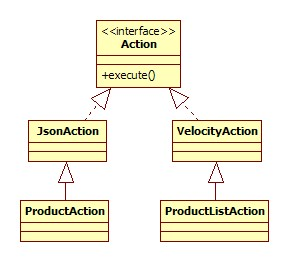 <<interface>>
Action
+execute()
JsonAction
VelocityAction
ProductAction
ProductListAction